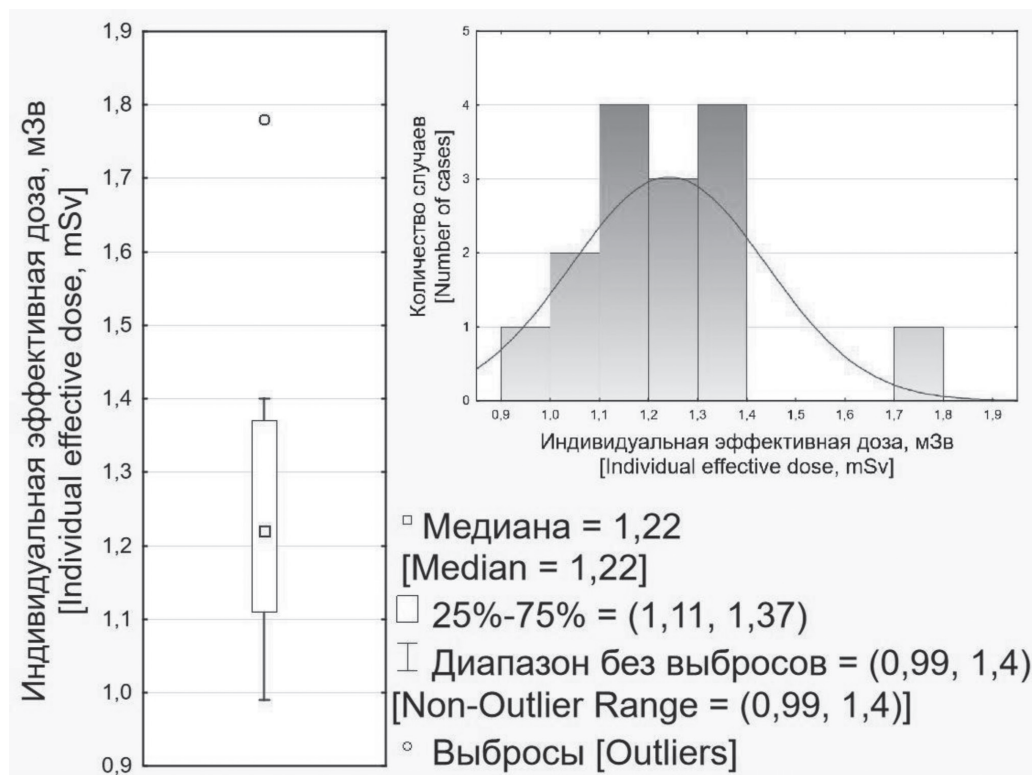 Индивидуальная эффективная доза, мЗв
[Individual effective dose, mSv]
1,9
1,8
1,7
1,6
1,5
1,4
1,3
1,2
1,1
1,0
0,9
Количество случаев
[Number of cases]
5
4
3
2
1
0
0,9 1,0 1,1 1,2 1,3 1,4 1,5 1,6 1,7 1,8 1,9
Индивидуальная эффективная доза, мЗв
[Individual effective dose, mSv]
Медиана = 1,22
[Median = 1,22]
25%-75% = (1,11, 1,37)
Диапазон без выбросов = (0,99, 1,4)
[Non-Outlier Range = (0,99, 1,4)]
Выбросы [Outliers]